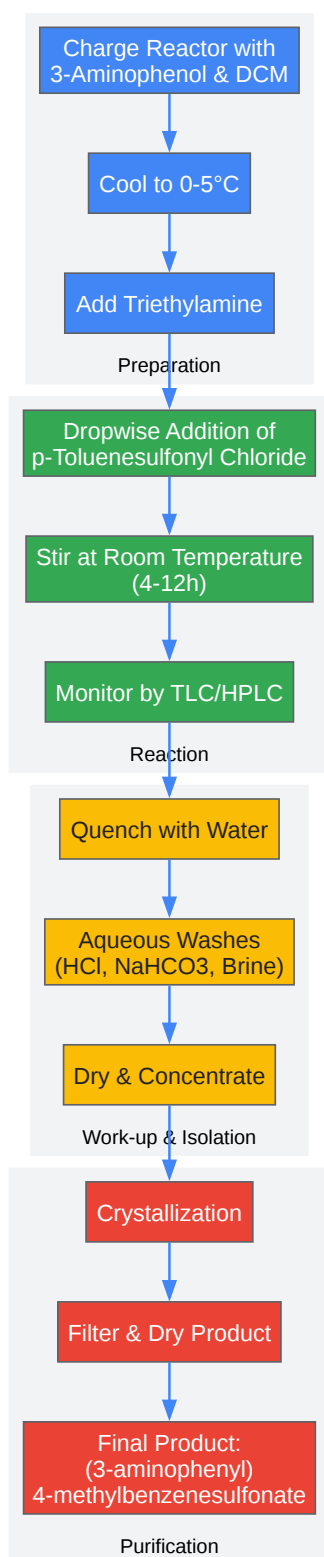 Charge Reactor with
3-Aminophenol & DCM
Cool to 0-5°C
Add Triethylamine
Preparation
Dropwise Addition of
p-Toluenesulfonyl Chloride
Stir at Room Temperature
(4-12h)
Monitor by TLC/HPLC
Reaction
Quench with Water
Aqueous Washes
(HCl, NaHCO3, Brine)
Dry & Concentrate
Work-up & Isolation
Crystallization
Filter & Dry Product
Final Product:
(3-aminophenyl)
4-methylbenzenesulfonate
Purification